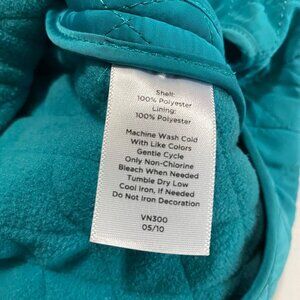 Shell:
100% Polyester
Lining:
100% Polyester
Machine Wash Cold
With Like Colors
Gentle Cycle
Only Non-Chlorine
Bleach When Needed
Tumble Dry Low
Cool Iron, if Needed
Do Not Iron Decoration
VN300
05/10